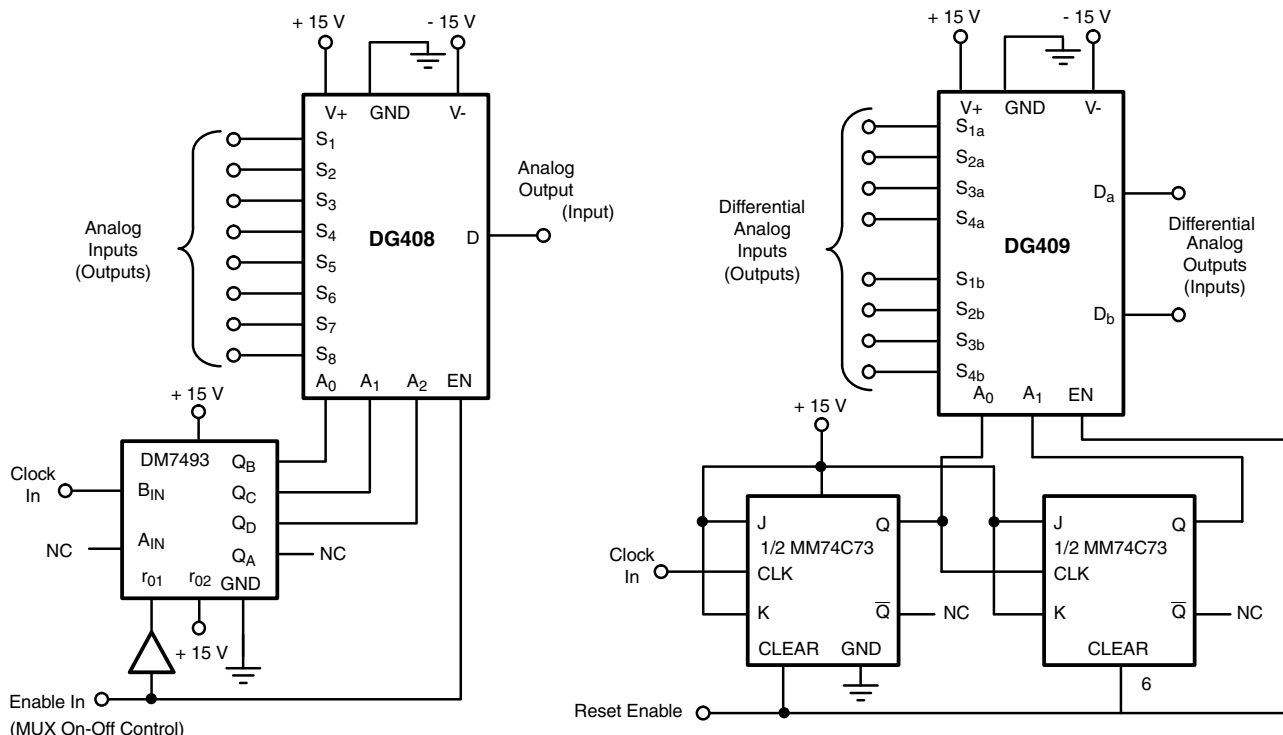 + 15 V
- 15 V
V+
GND
V-
S1
S2
S3
S4
S5
S6
S7
S8
Analog
Inputs
(Outputs)
DG408
D
Analog
Output
(Input)
A0
A1
A2
EN
+ 15 V
DM7493
Clock
In
BIN
AIN
NC
QB
QC
QD
QA
NC
r01
r02
GND
+ 15 V
Enable In
(MUX On-Off Control)
+ 15 V
- 15 V
V+
GND
V-
S1a
S2a
S3a
S4a
S1b
S2b
S3b
S4b
Differential
Analog
Inputs
(Outputs)
DG409
Da
Db
Differential
Analog
Outputs
(Inputs)
A0
A1
EN
+ 15 V
J
Q
1/2 MM74C73
CLK
K
Q
NC
CLEAR
GND
Clock
In
J
Q
1/2 MM74C73
CLK
K
Q
NC
CLEAR
6
Reset Enable